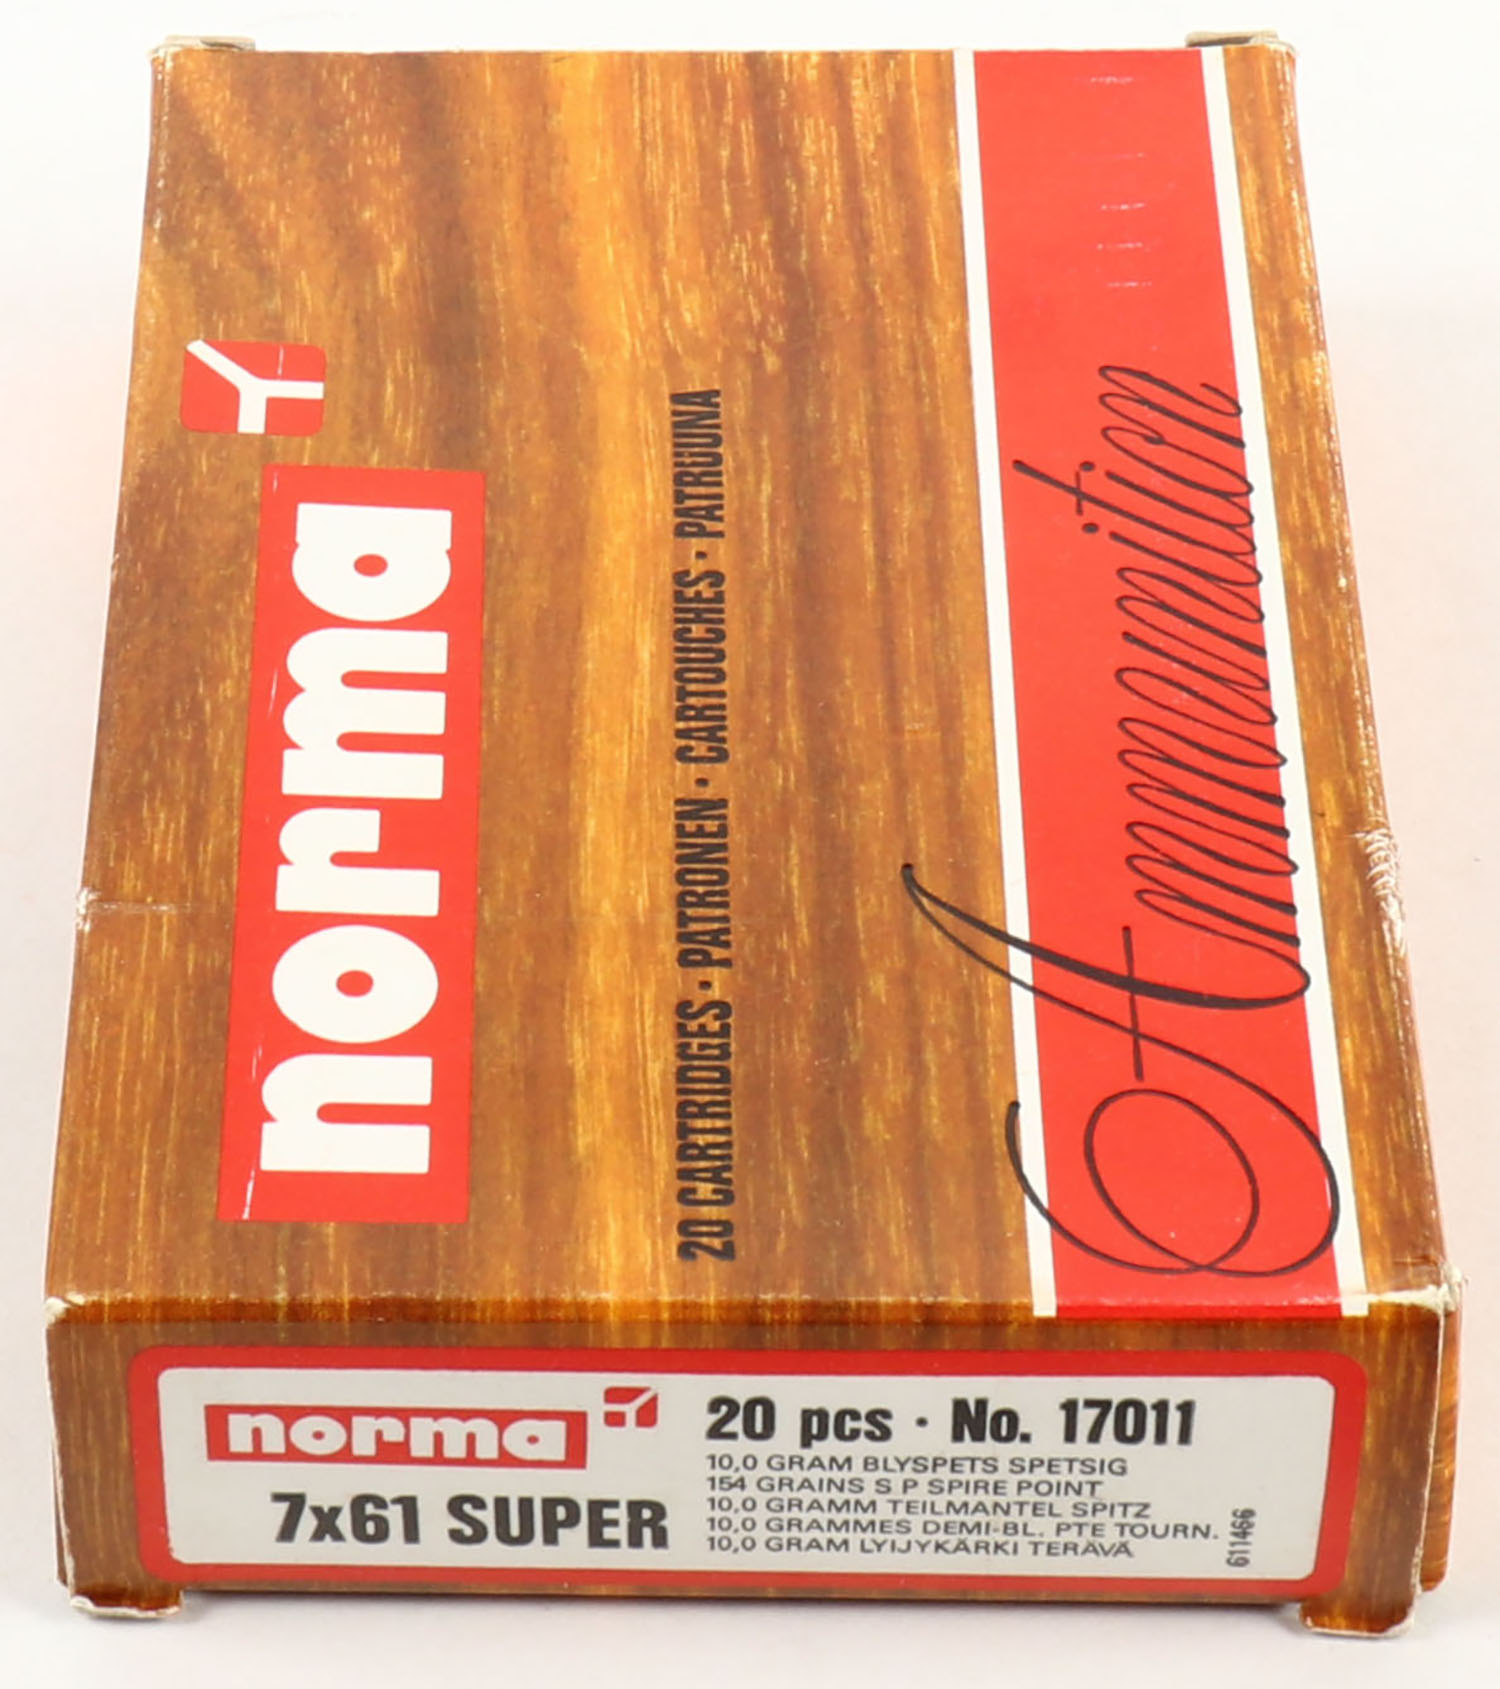 norma
20 CARTRIDGES · PATRONEN · CARTOUCHES · PATRUUNA
Ammunition
norma
7x61 SUPER
20 pcs · No. 17011
10,0 GRAM BLYSPETS SPETSIG
154 GRAINS S P SPIRE POINT
10,0 GRAMM TEILMANTEL SPITZ
10,0 GRAMMES DEMI-BL. PTE TOURN.
10,0 GRAM LYIJYKÄRKI TERÄVÄ
611466